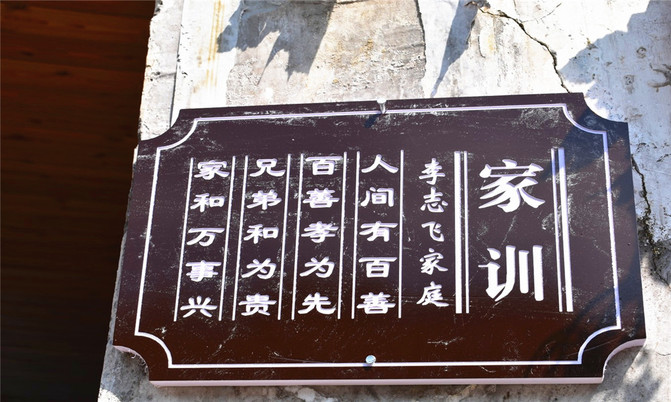 家训
李志飞家庭
人间有百善
百善孝为先
兄弟和为贵
家和万事兴